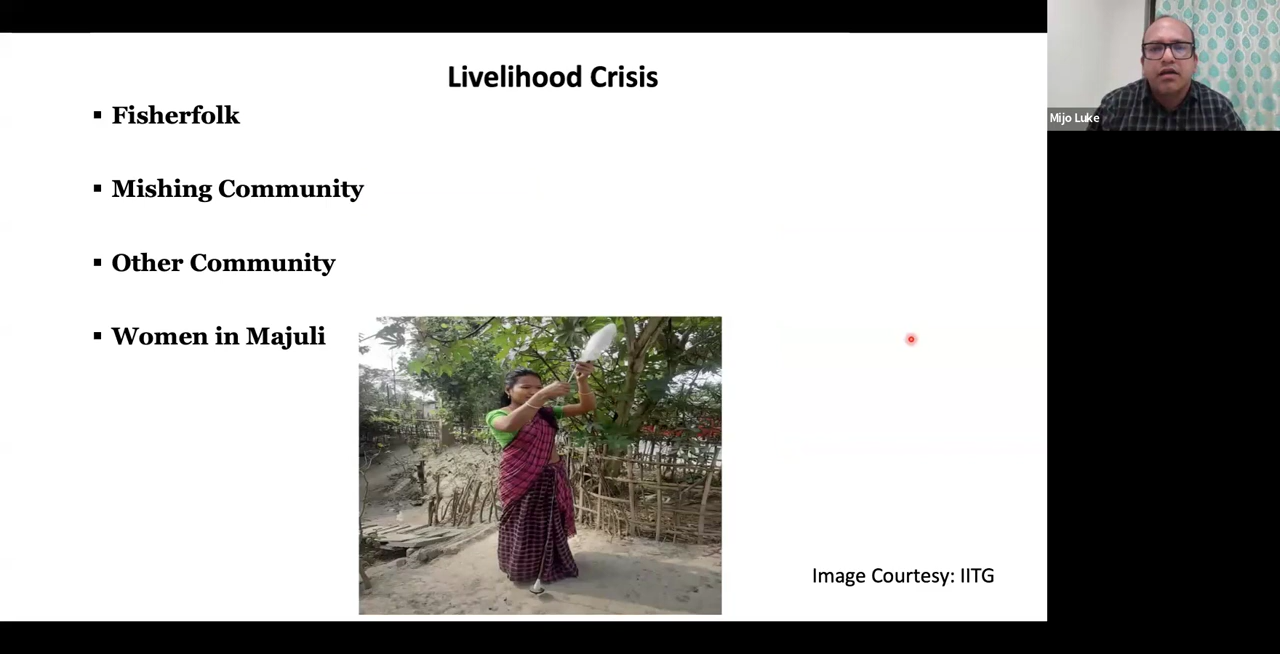 Livelihood Crisis
▪ Fisherfolk
▪ Mishing Community
▪ Other Community
▪ Women in Majuli
Image Courtesy: IITG
Mijo Luke